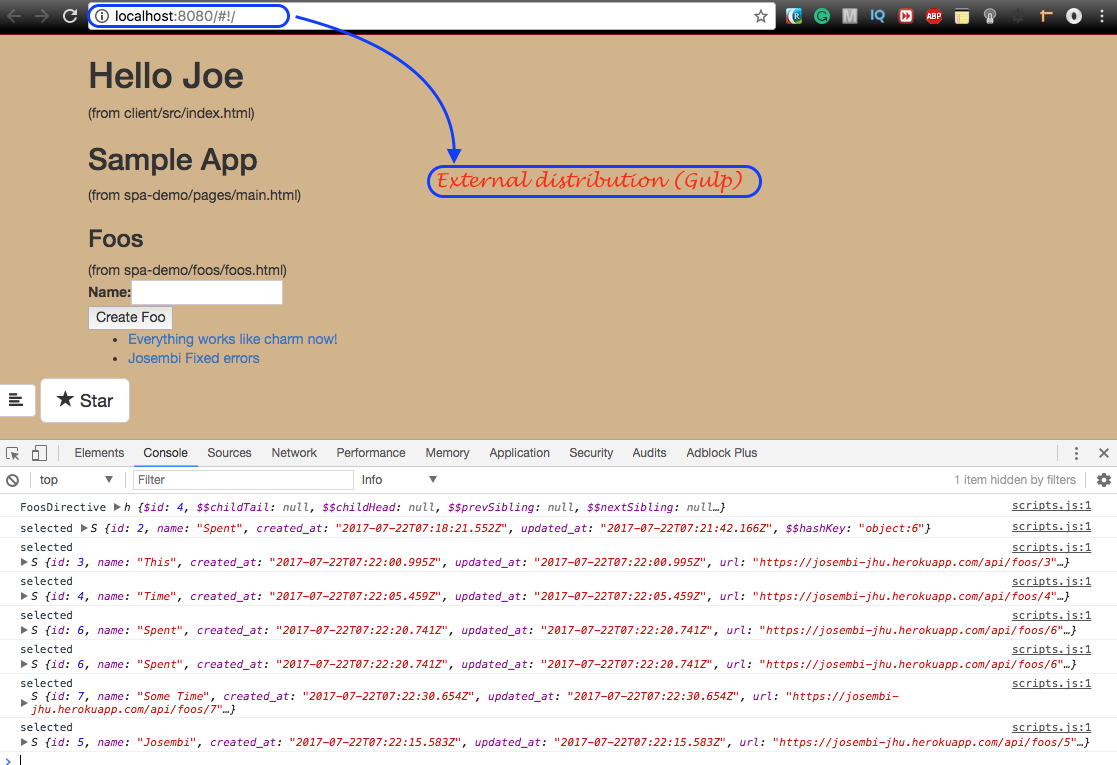 localhost:8080/#!/
IQ
ABP
Hello Joe
(from client/src/index.html)
Sample App
(from spa-demo/pages/main.html)
External distribution (Gulp)
Foos
(from spa-demo/foos/foos.html)
Name:
Create Foo
• Everything works like charm now!
• Josembi Fixed errors
★ Star
Elements Console Sources Network Performance Memory Application Security Audits Adblock Plus
top ▼ Filter Info ▼ 1 item hidden by filters
FoosDirective ▶ h {$id: 4, $$childTail: null, $$childHead: null, $$prevSibling: null, $$nextSibling: null…} scripts.js:1
selected ▶ S {id: 2, name: "Spent", created_at: "2017-07-22T07:18:21.552Z", updated_at: "2017-07-22T07:21:42.166Z", $$hashKey: "object:6"} scripts.js:1
selected scripts.js:1
▶ S {id: 3, name: "This", created_at: "2017-07-22T07:22:00.995Z", updated_at: "2017-07-22T07:22:00.995Z", url: "https://josembi-jhu.herokuapp.com/api/foos/3"…}
selected scripts.js:1
▶ S {id: 4, name: "Time", created_at: "2017-07-22T07:22:05.459Z", updated_at: "2017-07-22T07:22:05.459Z", url: "https://josembi-jhu.herokuapp.com/api/foos/4"…}
selected scripts.js:1
▶ S {id: 6, name: "Spent", created_at: "2017-07-22T07:22:20.741Z", updated_at: "2017-07-22T07:22:20.741Z", url: "https://josembi-jhu.herokuapp.com/api/foos/6"…}
selected scripts.js:1
▶ S {id: 6, name: "Spent", created_at: "2017-07-22T07:22:20.741Z", updated_at: "2017-07-22T07:22:20.741Z", url: "https://josembi-jhu.herokuapp.com/api/foos/6"…}
selected scripts.js:1
▶ S {id: 7, name: "Some Time", created_at: "2017-07-22T07:22:30.654Z", updated_at: "2017-07-22T07:22:30.654Z", url: "https://josembi-
jhu.herokuapp.com/api/foos/7"…}
selected scripts.js:1
▶ S {id: 5, name: "Josembi", created_at: "2017-07-22T07:22:15.583Z", updated_at: "2017-07-22T07:22:15.583Z", url: "https://josembi-jhu.herokuapp.com/api/foos/5"…}